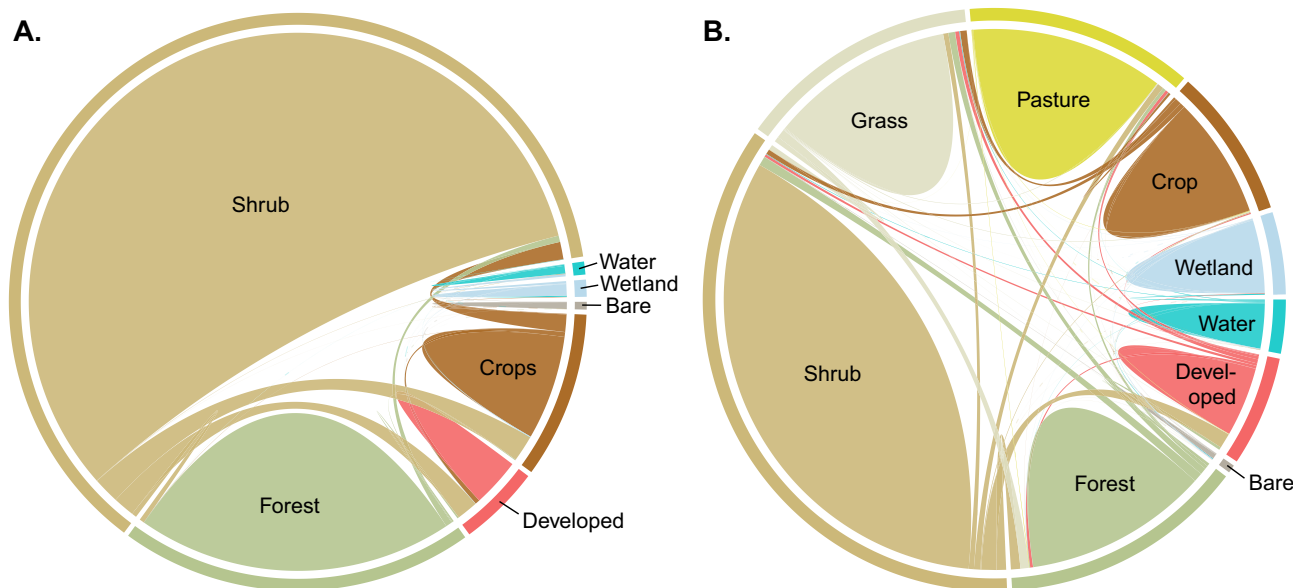 A.
Shrub
Water
Wetland
Bare
Crops
Forest
Developed
B.
Grass
Pasture
Crop
Wetland
Water
Shrub
Devel-
oped
Forest
Bare